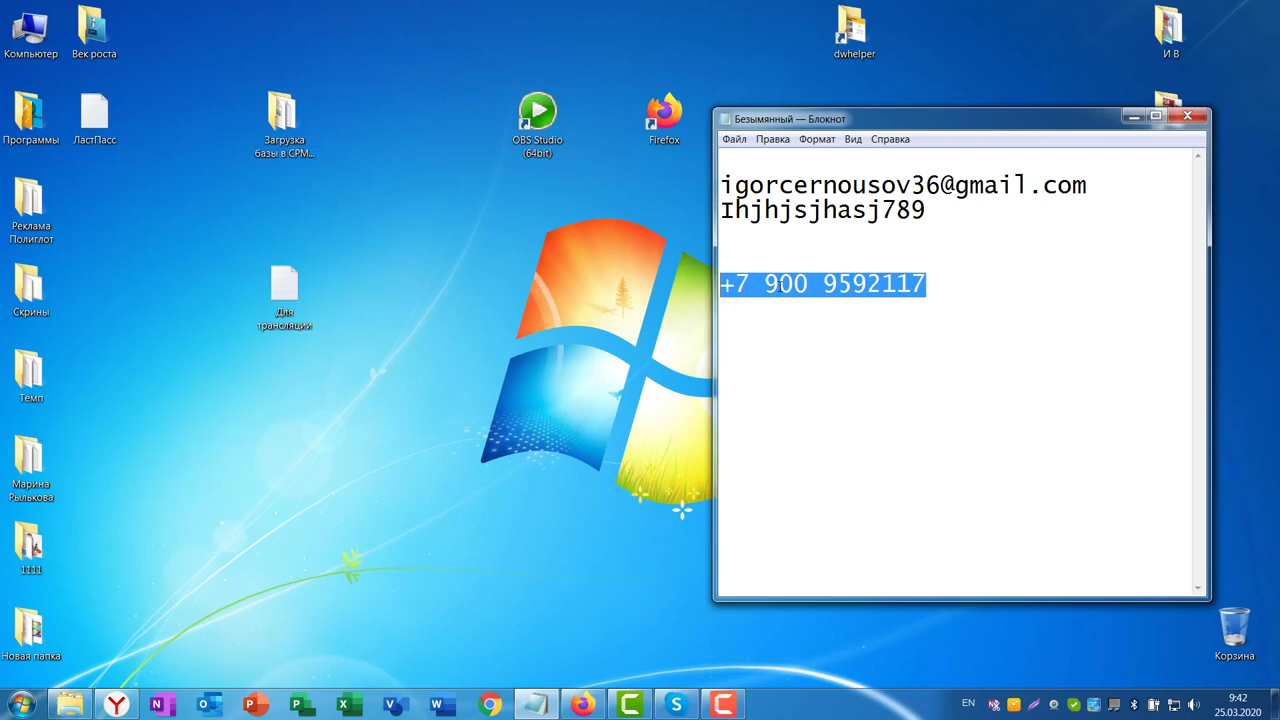 Компьютер
Век роста
dwhelper
И В
Программы
ЛастПасс
Загрузка
базы в СРМ...
OBS Studio
(64bit)
Firefox
Безымянный — Блокнот
Файл Правка Формат Вид Справка
igorcernousov36@gmail.com
Ihjhjsjhasj789
+7 900 9592117
Реклама
Полиглот
Скрины
Для
трансляции
Темп
Марина
Рылькова
1111
Новая папка
Корзина
EN
9:42
25.03.2020